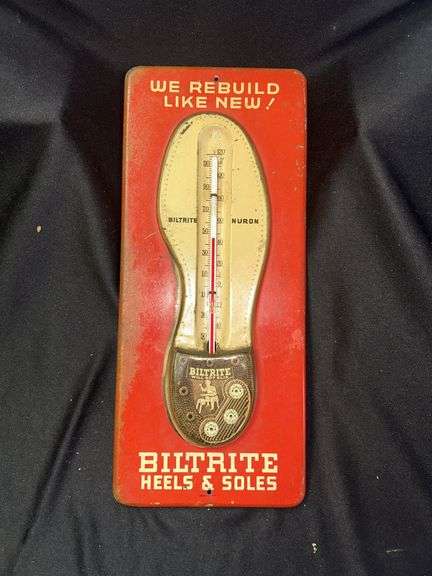 WE REBUILD
LIKE NEW!
BILTRITE NURON
BILTRITE
BILTRITE
HEELS & SOLES